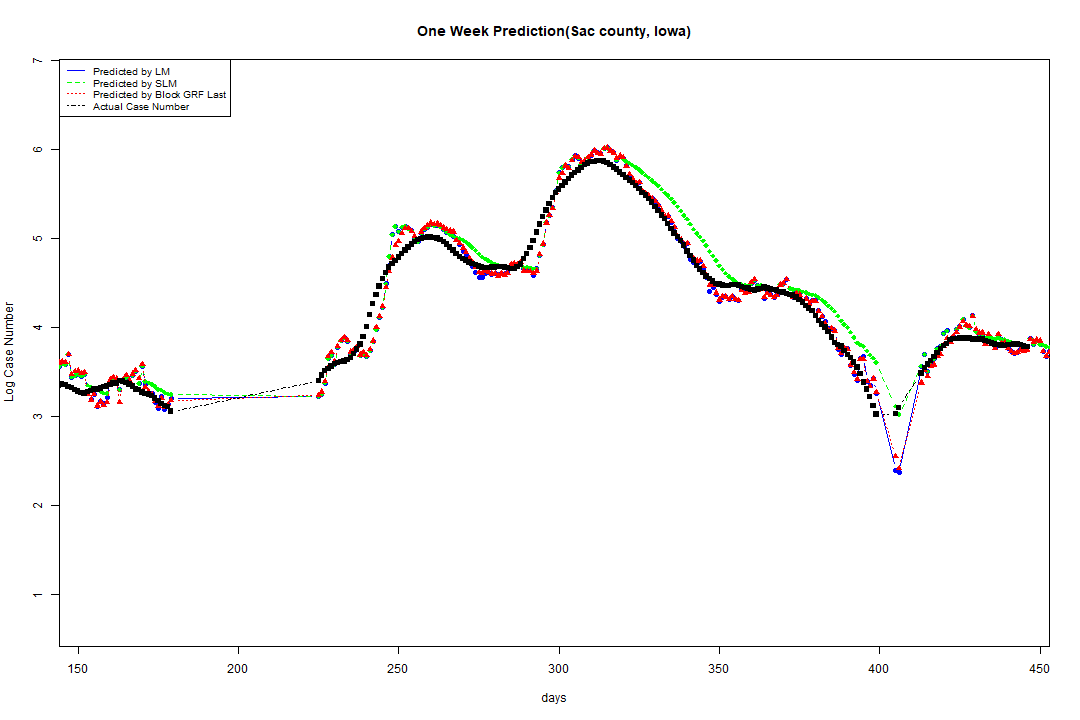 One Week Prediction(Sac county, Iowa)
Predicted by LM
Predicted by SLM
Predicted by Block GRF Last
Actual Case Number
Log Case Number
7
6
5
4
3
2
1
150 200 250 300 350 400 450
days